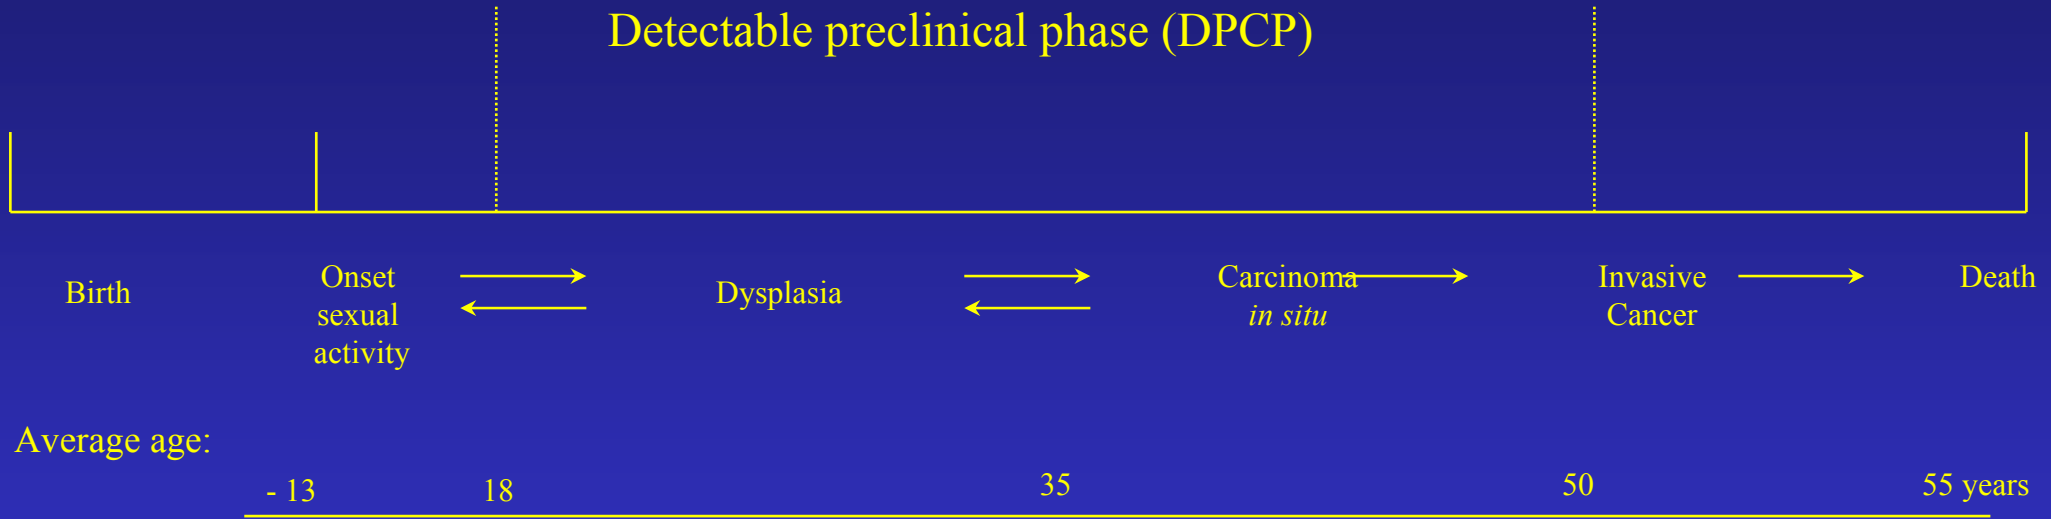 Detectable preclinical phase (DPCP)
Birth
Onset
sexual
activity
Dysplasia
Carcinoma
in situ
Invasive
Cancer
Death
Average age:
- 13 18 35 50 55 years